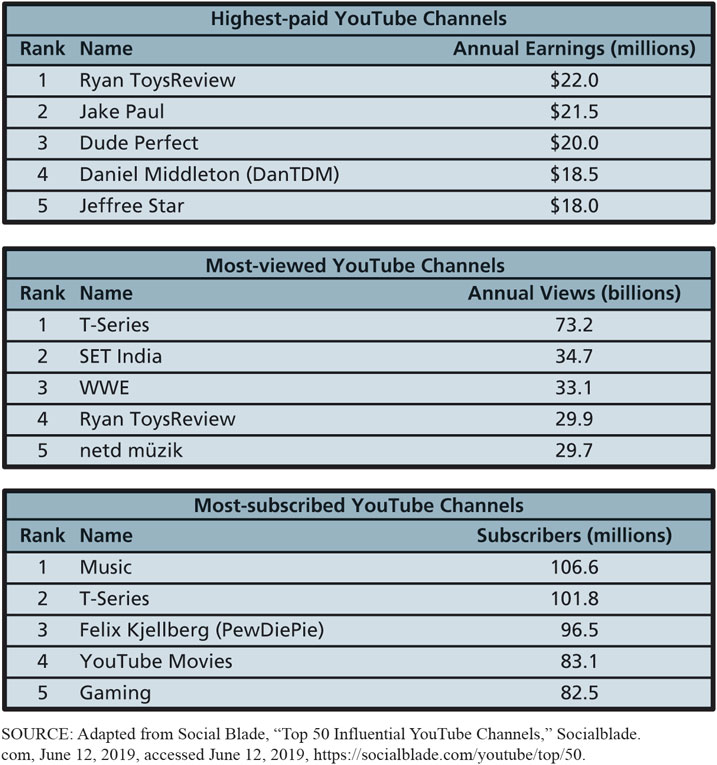 Highest-paid YouTube Channels
Rank Name Annual Earnings (millions)
1 Ryan ToysReview $22.0
2 Jake Paul $21.5
3 Dude Perfect $20.0
4 Daniel Middleton (DanTDM) $18.5
5 Jeffree Star $18.0
Most-viewed YouTube Channels
Rank Name Annual Views (billions)
1 T-Series 73.2
2 SET India 34.7
3 WWE 33.1
4 Ryan ToysReview 29.9
5 netd müzik 29.7
Most-subscribed YouTube Channels
Rank Name Subscribers (millions)
1 Music 106.6
2 T-Series 101.8
3 Felix Kjellberg (PewDiePie) 96.5
4 YouTube Movies 83.1
5 Gaming 82.5
SOURCE: Adapted from Social Blade, “Top 50 Influential YouTube Channels,” Socialblade.
com, June 12, 2019, accessed June 12, 2019, https://socialblade.com/youtube/top/50.